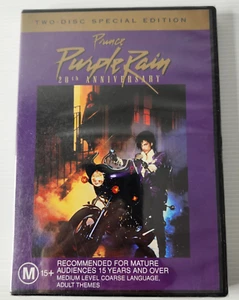 TWO-DISC SPECIAL EDITION
Prince
Purple Rain
20th ANNIVERSARY
M 15+
RECOMMENDED FOR MATURE
AUDIENCES 15 YEARS AND OVER
MEDIUM LEVEL COARSE LANGUAGE,
ADULT THEMES